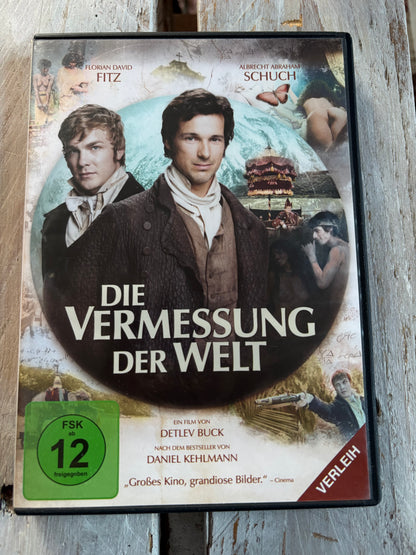 FLORIAN DAVID
FITZ
ALBRECHT ABRAHAM
SCHUCH
DIE
VERMESSUNG
DER WELT
EIN FILM VON
DETLEV BUCK
NACH DEM BESTSELLER VON
DANIEL KEHLMANN
„Großes Kino, grandiose Bilder.“ – Cinema
FSK
ab
12
freigegeben
VERLEIH